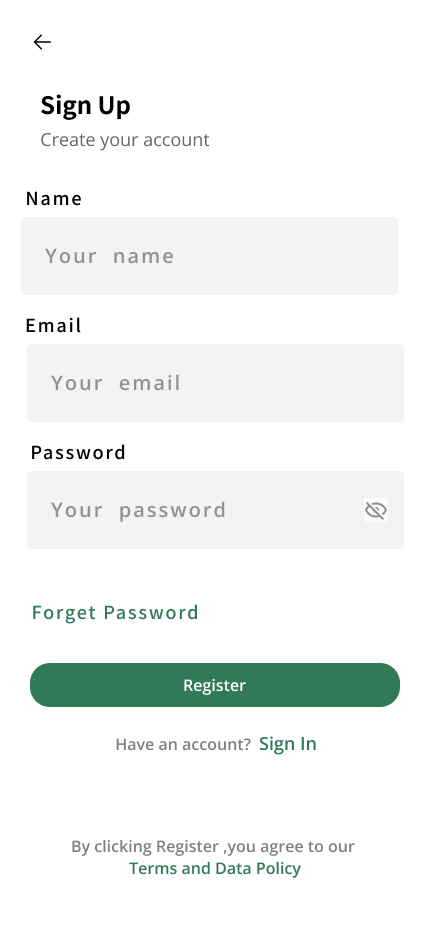 Sign Up
Create your account
Name
Your name
Email
Your email
Password
Your password
Forget Password
Register
Have an account? Sign In
By clicking Register ,you agree to our
Terms and Data Policy